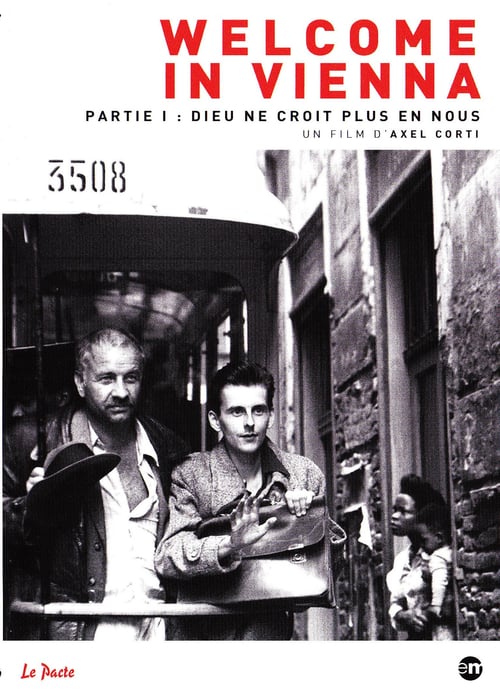 WELCOME
IN VIENNA
PARTIE I : DIEU NE CROIT PLUS EN NOUS
UN FILM D'AXEL CORTI
3508
Le Pacte
em